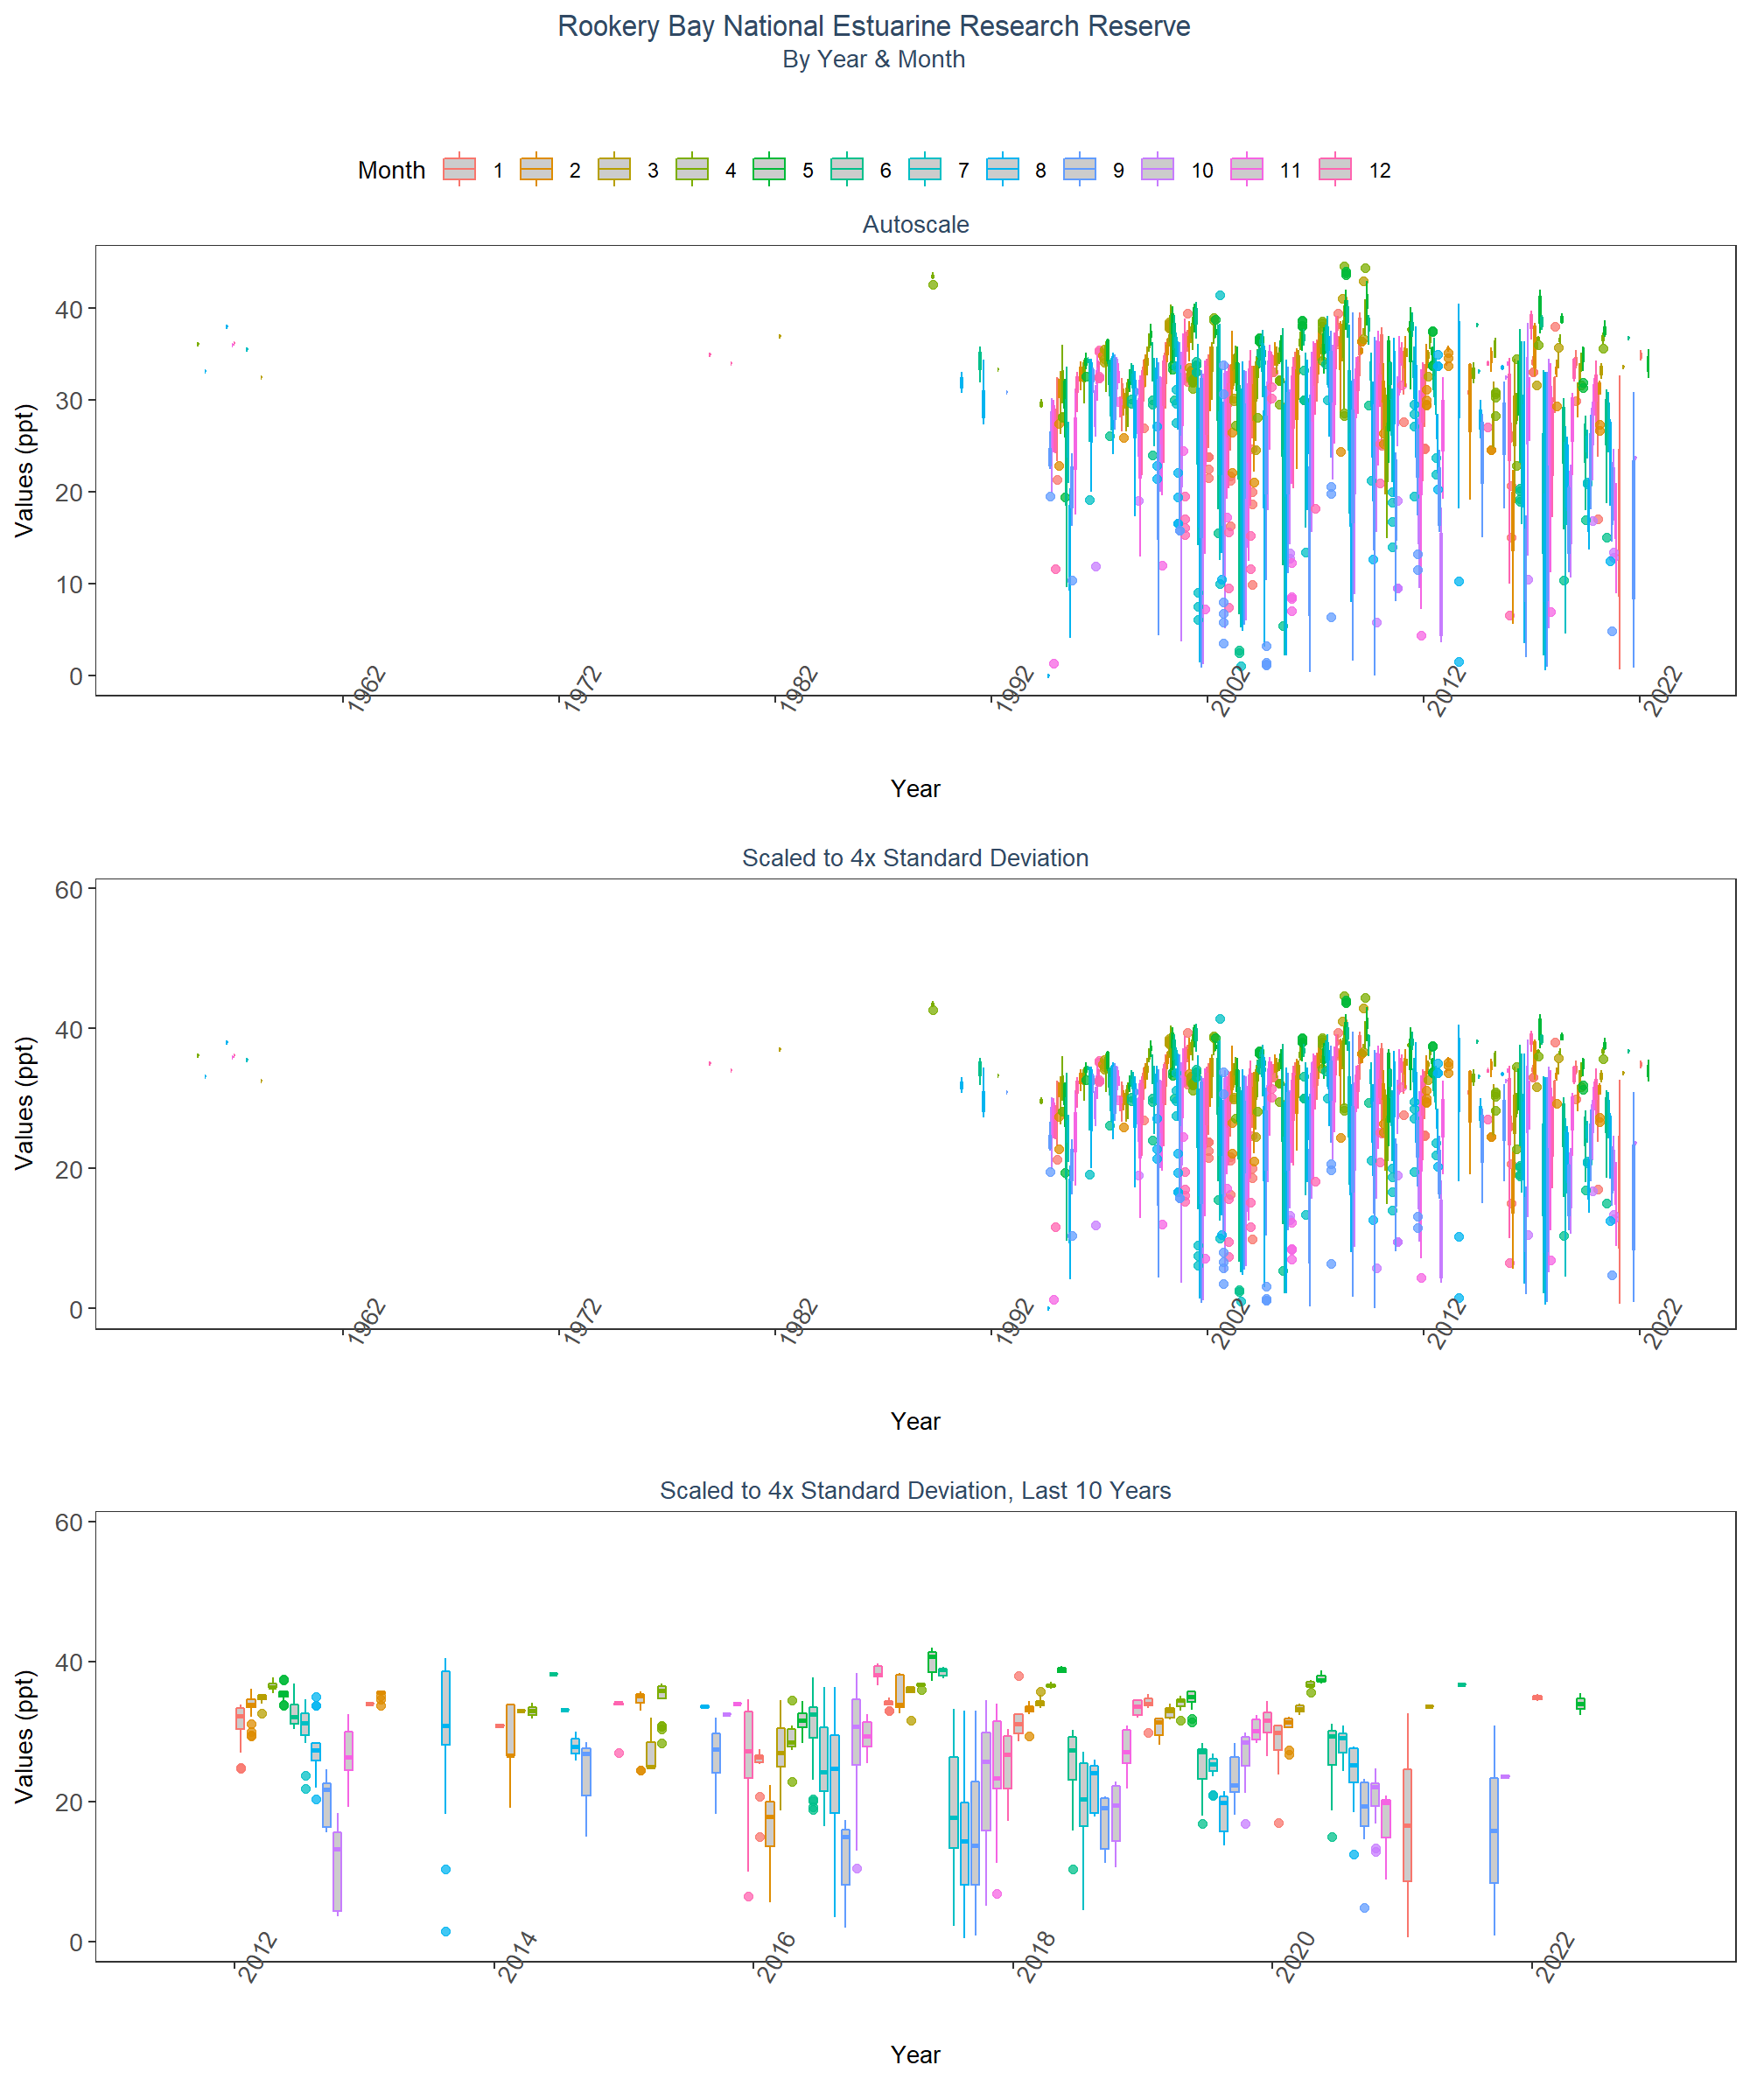 Rookery Bay National Estuarine Research Reserve
By Year & Month
Month 1 2 3 4 5 6 7 8 9 10 11 12
Autoscale
Values (ppt)
40
30
20
10
0
1962 1972 1982 1992 2002 2012 2022
Year
Scaled to 4x Standard Deviation
Values (ppt)
60
40
20
0
1962 1972 1982 1992 2002 2012 2022
Year
Scaled to 4x Standard Deviation, Last 10 Years
Values (ppt)
60
40
20
0
2012 2014 2016 2018 2020 2022
Year